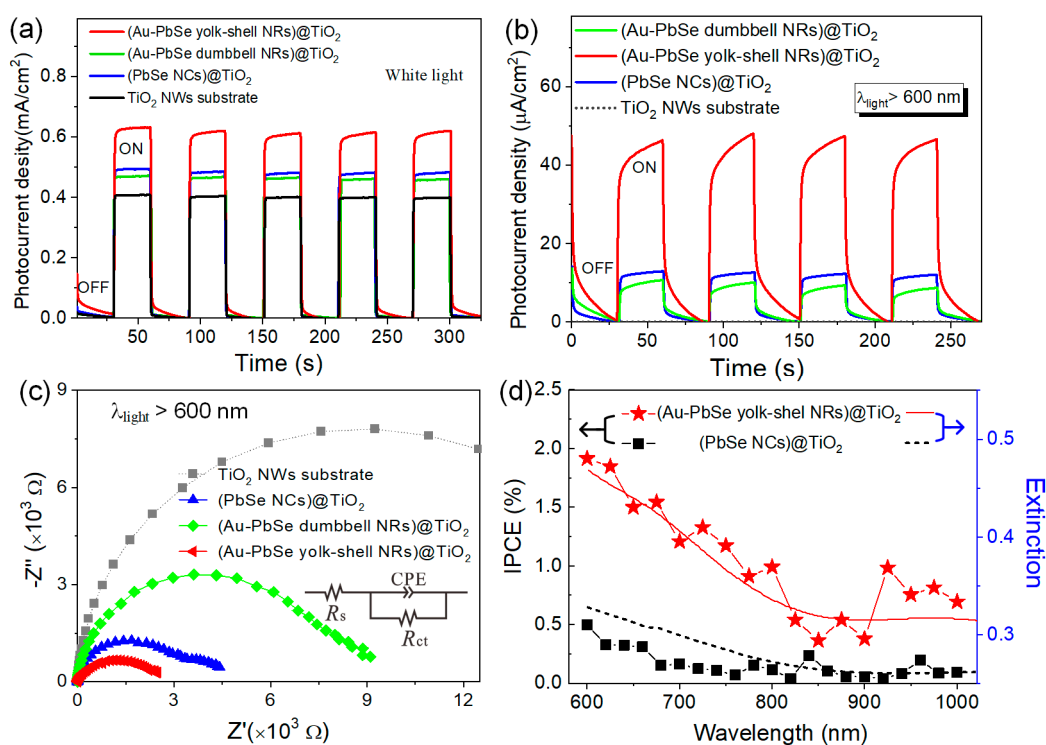 (a)
(Au-PbSe yolk-shell NRs)@TiO₂
(Au-PbSe dumbbell NRs)@TiO₂
(PbSe NCs)@TiO₂
TiO₂ NWs substrate
White light
ON
OFF
Photocurrent density(mA/cm²)
0.8
0.6
0.4
0.2
0.0
0 50 100 150 200 250 300
Time (s)
(b)
(Au-PbSe dumbbell NRs)@TiO₂
(Au-PbSe yolk-shell NRs)@TiO₂
(PbSe NCs)@TiO₂
TiO₂ NWs substrate
λlight> 600 nm
ON
OFF
Photocurrent density (μA/cm²)
60
40
20
0
0 50 100 150 200 250
Time (s)
(c)
λlight > 600 nm
TiO₂ NWs substrate
(PbSe NCs)@TiO₂
(Au-PbSe dumbbell NRs)@TiO₂
(Au-PbSe yolk-shell NRs)@TiO₂
CPE
Rs
Rct
-Z'' (×10³ Ω)
9
6
3
0
0 3 6 9 12
Z'(×10³ Ω)
(d)
(Au-PbSe yolk-shel NRs)@TiO₂
(PbSe NCs)@TiO₂
IPCE (%)
2.5
2.0
1.5
1.0
0.5
0.0
600 700 800 900 1000
Wavelength (nm)
0.5
0.4
0.3
Extinction